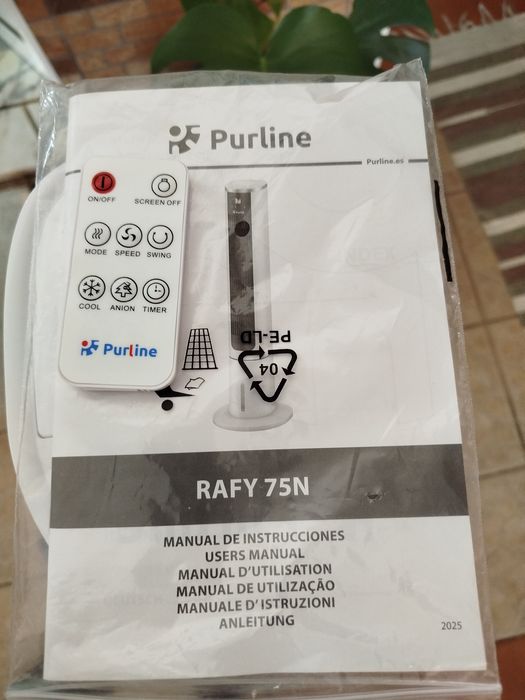 Purline
Purline.es
ON/OFF
SCREEN OFF
MODE
SPEED
SWING
COOL
ANION
TIMER
Purline
PE-LD
04
RAFY 75N
MANUAL DE INSTRUCCIONES
USERS MANUAL
MANUAL D'UTILISATION
MANUAL DE UTILIZAÇÃO
MANUALE D' ISTRUZIONI
ANLEITUNG
2025